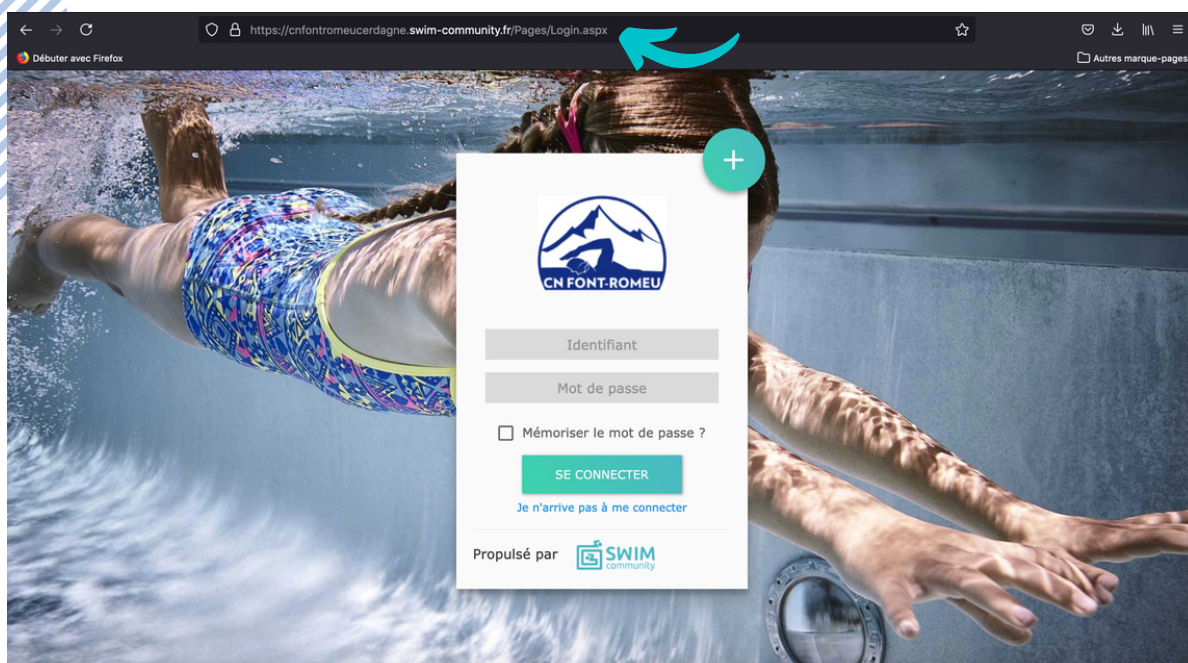 https://cnfontromeucerdagne.swim-community.fr/Pages/Login.aspx
Débuter avec Firefox
Autres marque-pages
+
CN FONT-ROMEU
Identifiant
Mot de passe
Mémoriser le mot de passe ?
SE CONNECTER
Je n'arrive pas à me connecter
Propulsé par
SWIM
community